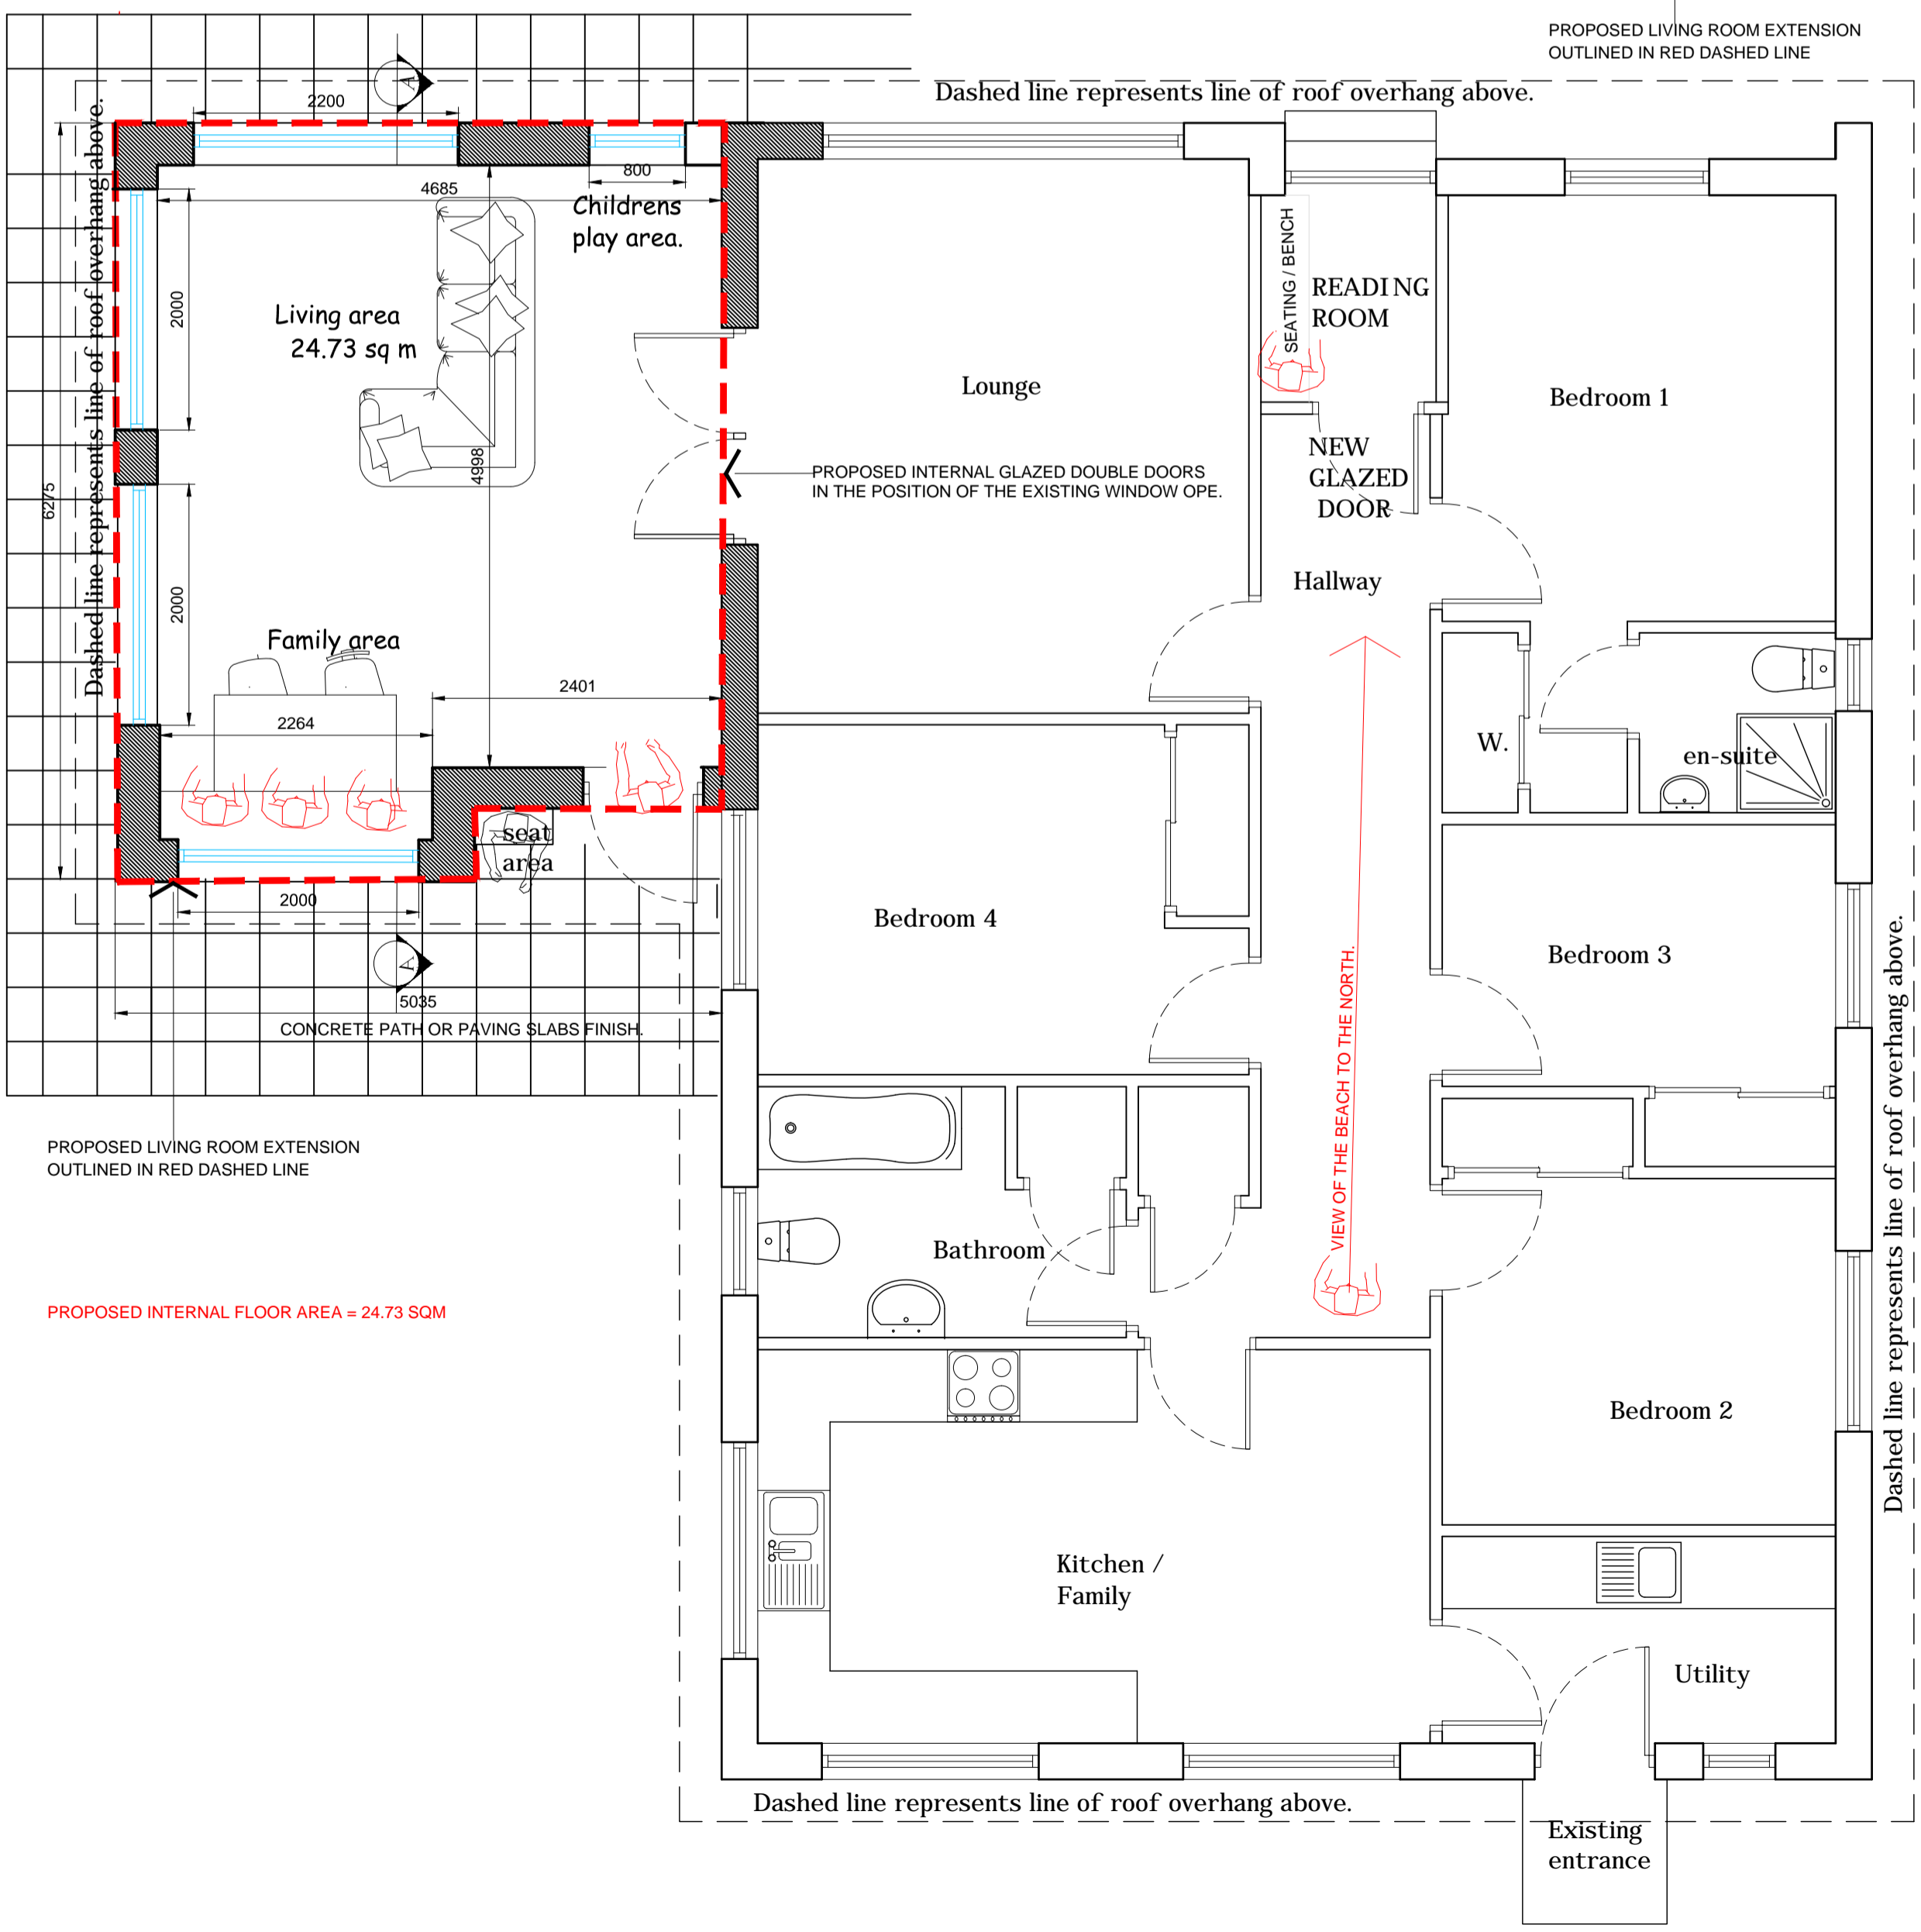 PROPOSED LIVING ROOM EXTENSION
OUTLINED IN RED DASHED LINE
Dashed line represents line of roof overhang above.
A
2200
800
4685
Childrens
play area.
Dashed line represents line of roof overhang above.
2000
Living area
24.73 sq m
SEATING / BENCH
READING
ROOM
Lounge
Bedroom 1
NEW
GLAZED
DOOR
4998
PROPOSED INTERNAL GLAZED DOUBLE DOORS
IN THE POSITION OF THE EXISTING WINDOW OPE.
6275
Hallway
2000
Family area
2401
2264
W.
en-suite
seat
area
2000
Bedroom 4
Bedroom 3
A
5035
CONCRETE PATH OR PAVING SLABS FINISH.
VIEW OF THE BEACH TO THE NORTH.
Dashed line represents line of roof overhang above.
PROPOSED LIVING ROOM EXTENSION
OUTLINED IN RED DASHED LINE
Bathroom
PROPOSED INTERNAL FLOOR AREA = 24.73 SQM
Bedroom 2
Kitchen /
Family
Utility
Dashed line represents line of roof overhang above.
Existing
entrance